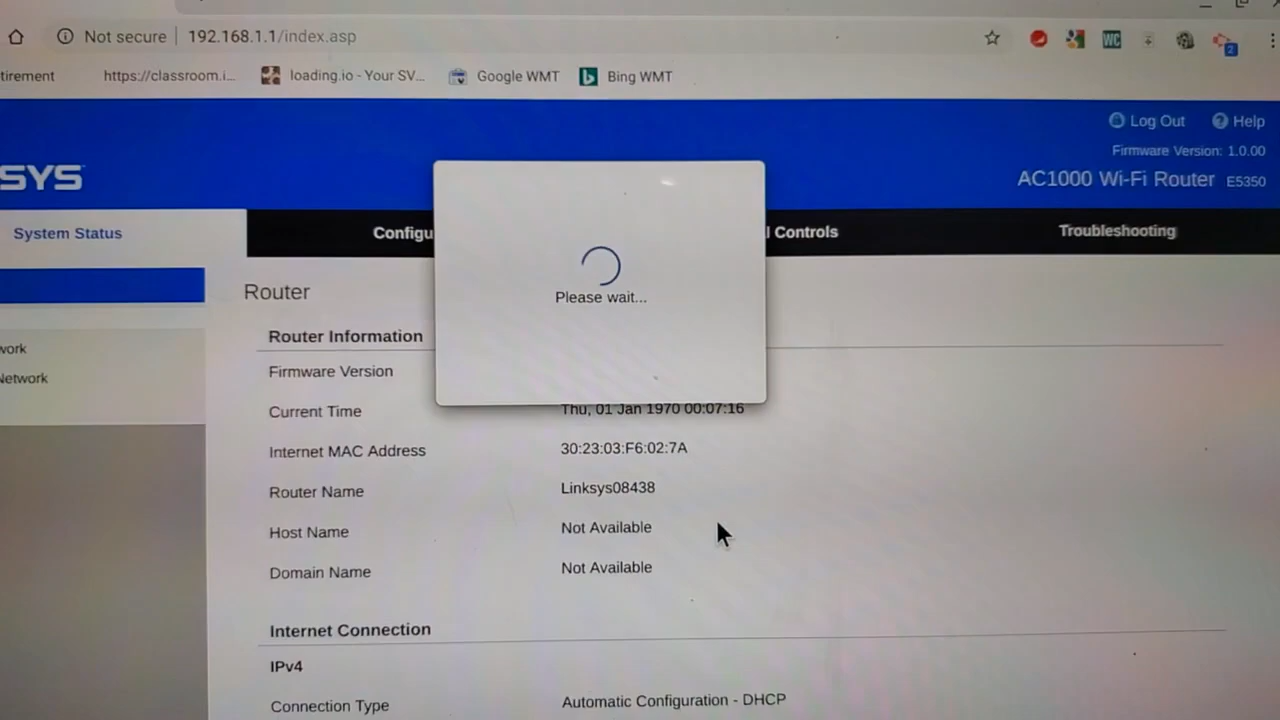 Not secure | 192.168.1.1/index.asp
WC
2
tirement https://classroom.i... loading.io - Your SV... Google WMT Bing WMT
Log Out Help
Firmware Version: 1.0.00
SYS
AC1000 Wi-Fi Router E5350
System Status Configu l Controls Troubleshooting
Please wait...
Router
Router Information
work
Network
Firmware Version
Current Time Thu, 01 Jan 1970 00:07:16
Internet MAC Address 30:23:03:F6:02:7A
Router Name Linksys08438
Host Name Not Available
Domain Name Not Available
Internet Connection
IPv4
Connection Type Automatic Configuration - DHCP